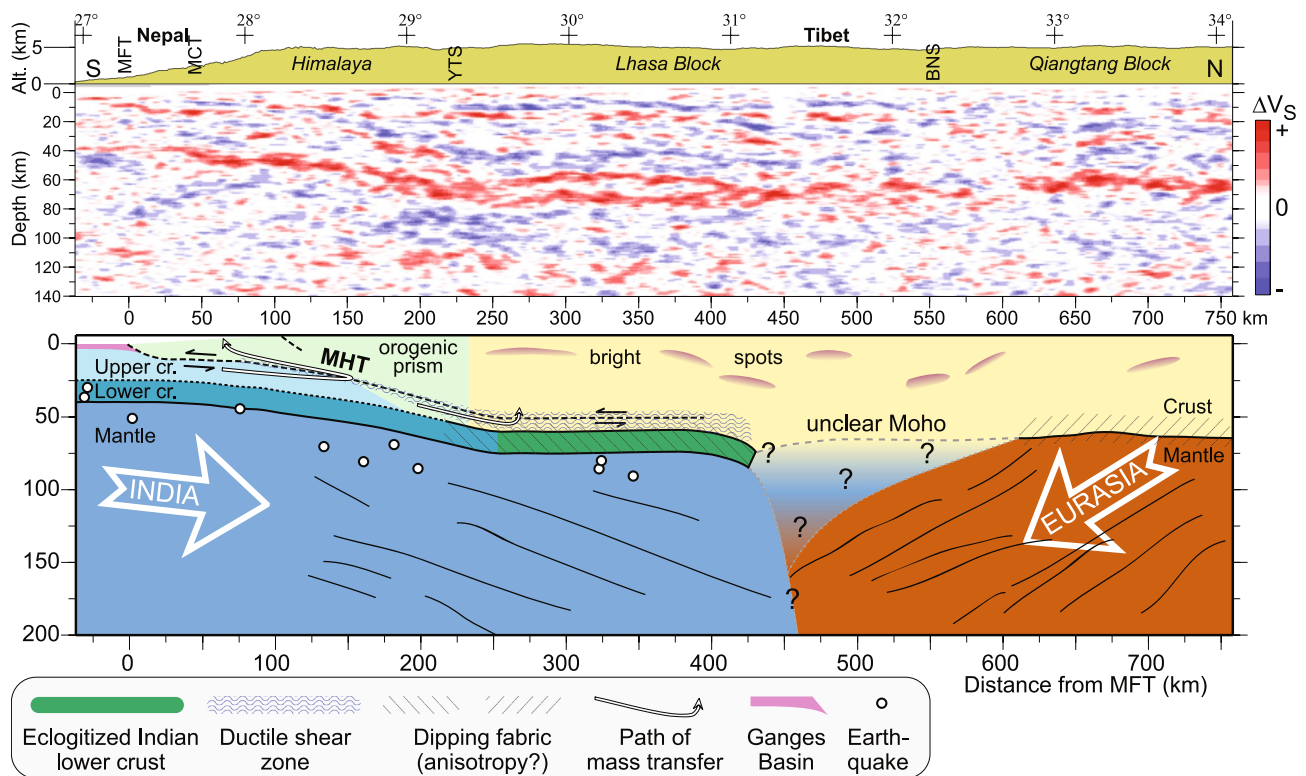 27° 28° 29° 30° 31° 32° 33° 34°
Nepal Tibet
Alt. (km)
5
0
S MFT MCT Himalaya YTS Lhasa Block BNS Qiangtang Block N
Depth (km)
0
20
40
60
80
100
120
140
ΔVS
+
0
-
0 50 100 150 200 250 300 350 400 450 500 550 600 650 700 750 km
0
50
100
150
200
Upper cr.
Lower cr.
Mantle
INDIA
MHT
orogenic
prism
bright spots
unclear Moho
? ? ?
?
?
Crust
Mantle
EURASIA
0 100 200 300 400 500 600 700
Distance from MFT (km)
Eclogitized Indian
lower crust
Ductile shear
zone
Dipping fabric
(anisotropy?)
Path of
mass transfer
Ganges
Basin
Earth-
quake